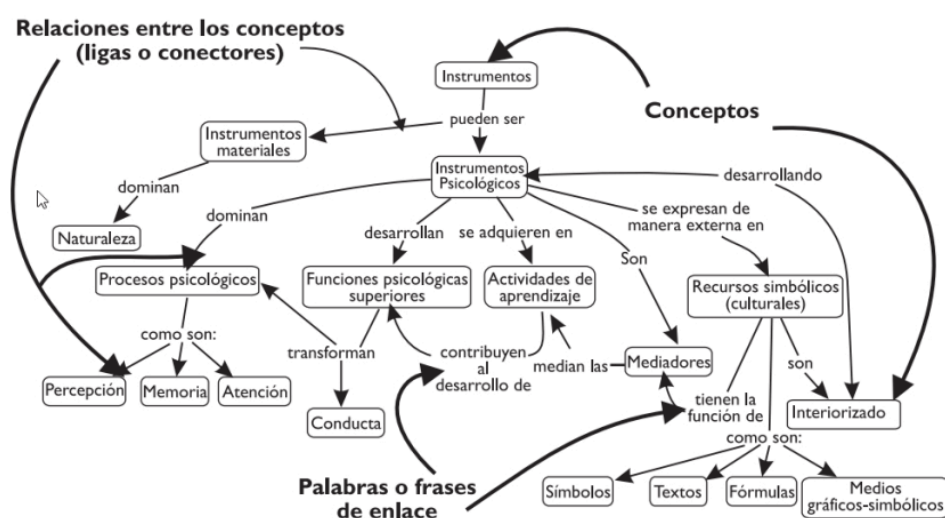 Relaciones entre los conceptos
(ligas o conectores)
Instrumentos
Conceptos
pueden ser
Instrumentos
materiales
Instrumentos
Psicológicos
desarrollando
dominan
dominan
se expresan de
manera externa en
desarrollan
se adquieren en
Naturaleza
Son
Procesos psicológicos
Funciones psicológicas
superiores
Actividades de
aprendizaje
Recursos simbólicos
(culturales)
como son:
transforman
contribuyen
al
desarrollo de
median las
Mediadores
son
Percepción
Memoria
Atención
tienen la
función de
Interiorizado
Conducta
como son:
Palabras o frases
de enlace
Símbolos
Textos
Fórmulas
Medios
gráficos-simbólicos